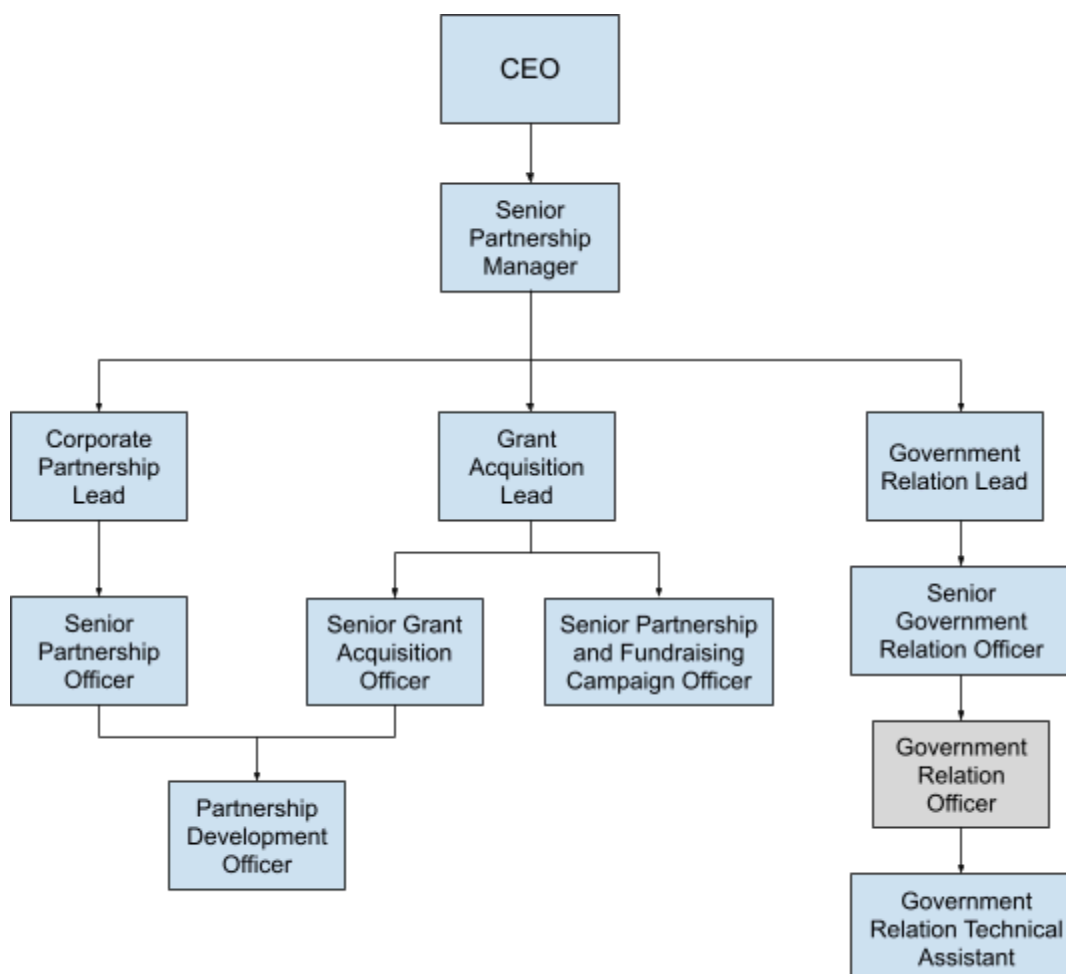 CEO
Senior
Partnership
Manager
Corporate
Partnership
Lead
Grant
Acquisition
Lead
Government
Relation Lead
Senior
Partnership
Officer
Senior Grant
Acquisition
Officer
Senior Partnership
and Fundraising
Campaign Officer
Senior
Government
Relation Officer
Government
Relation
Officer
Partnership
Development
Officer
Government
Relation Technical
Assistant